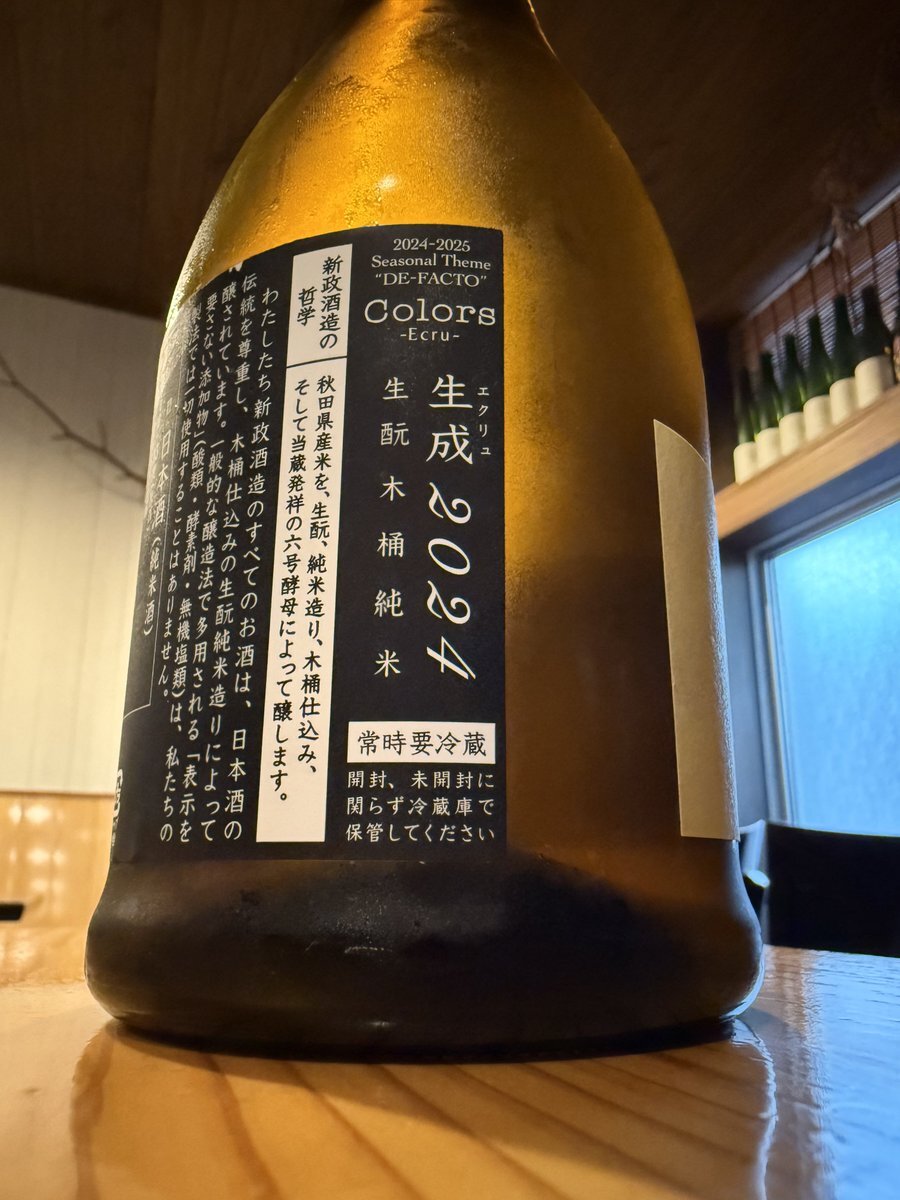 2024-2025
Seasonal Theme
"DE-FACTO"
Colors
-Ecru-
エクリュ
生成 2024
生酛木桶純米
常時要冷蔵
開封、未開封に
関らず冷蔵庫で
保管してください
新政酒造の
哲学
秋田県産米を、生酛、純米造り、木桶仕込み、
そして当蔵発祥の六号酵母によって醸します。
わたしたち新政酒造のすべてのお酒は、日本酒の
伝統を尊重し、木桶仕込みの生酛純米造りによって
醸されています。一般的な醸造法で多用される「表示を
要さない添加物」(酸類・酵素剤・無機塩類)は、私たちの
製法では一切使用することはありません。
日本酒(純米酒)